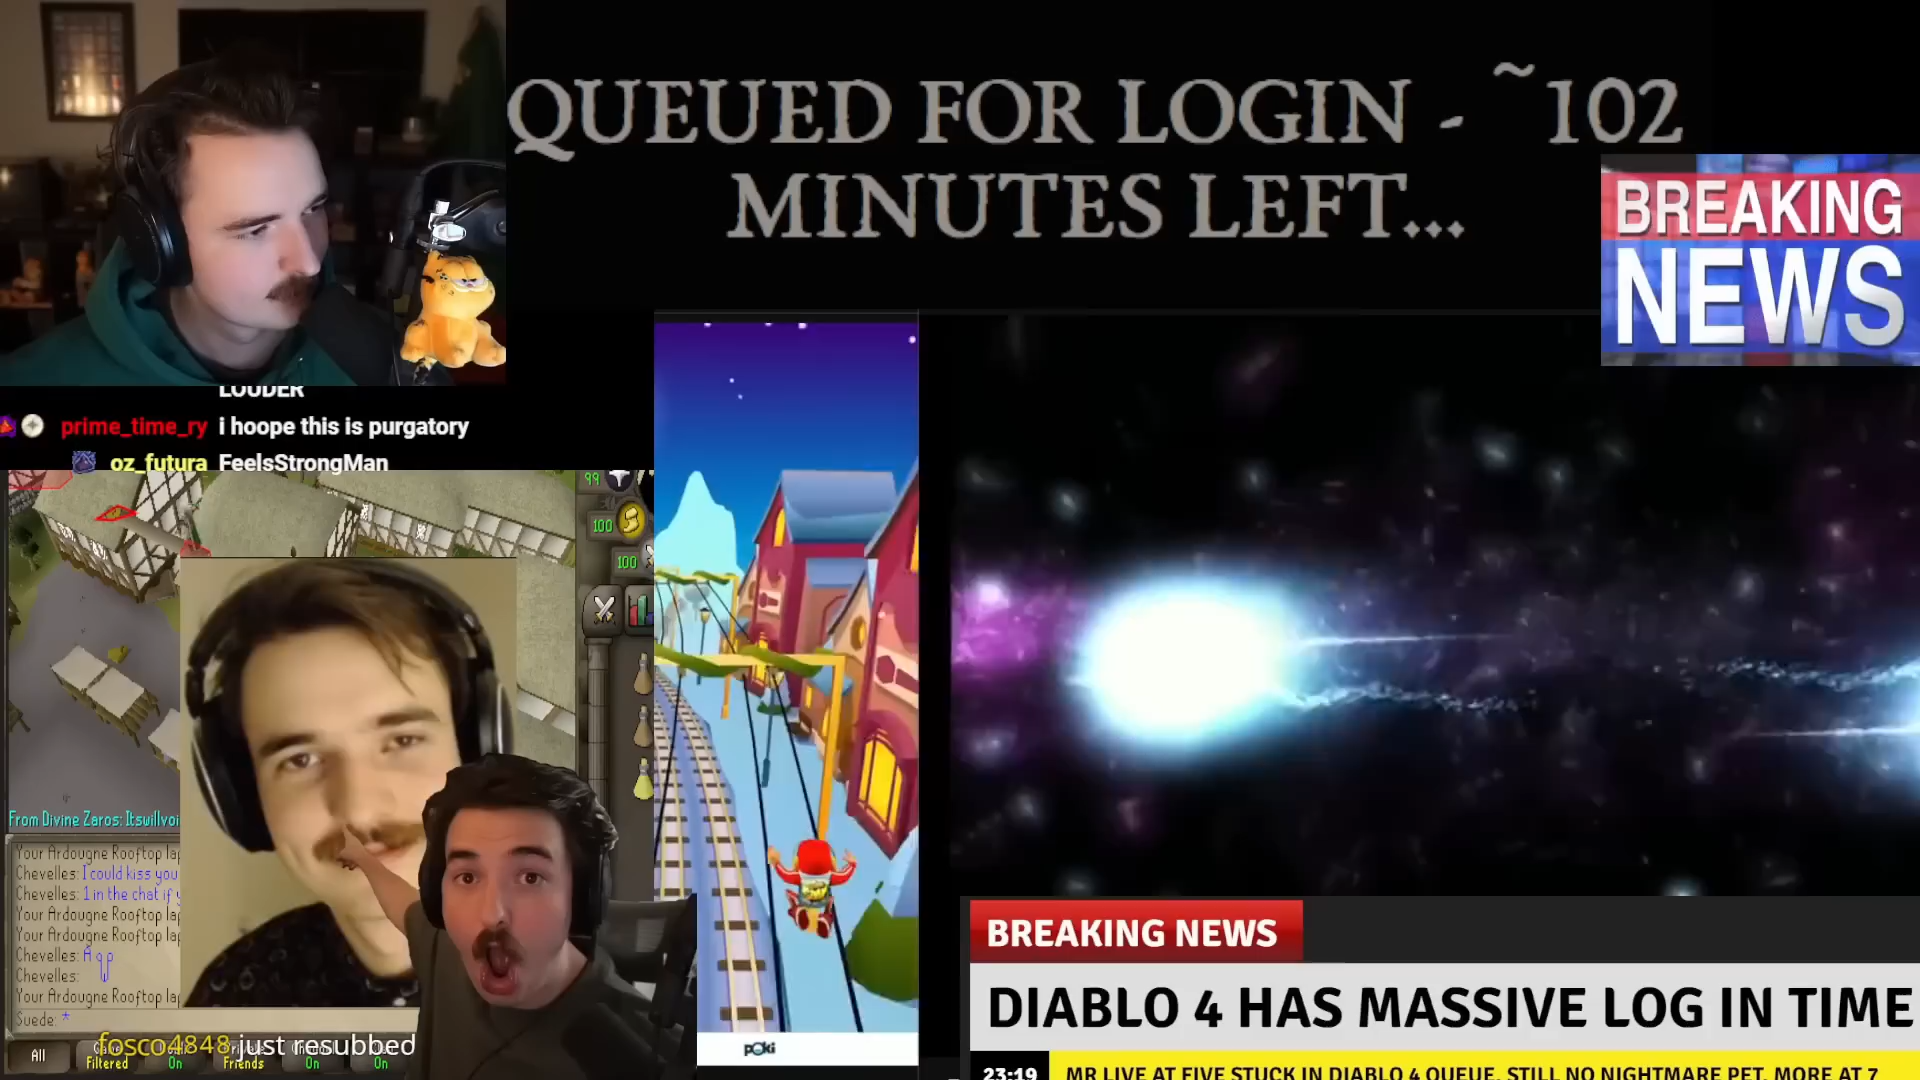 QUEUED FOR LOGIN - ~102
MINUTES LEFT...
BREAKING
NEWS
LOUDER
prime_time_ry i hoope this is purgatory
oz_futura FeelsStrongMan
99
100
100
From Divine Zaros: Itswillvoi
Your Ardougne Rooftop lap
Chevelles: I could kiss you
Chevelles: 1 in the chat if y
Your Ardougne Rooftop lap
Your Ardougne Rooftop lap
Chevelles:
Chevelles:
Your Ardougne Rooftop lap
Suede: *
fosco4848 just resubbed
All
Filtered
On
Friends
On
On
poki
BREAKING NEWS
DIABLO 4 HAS MASSIVE LOG IN TIME
23:19
MR LIVE AT FIVE STUCK IN DIABLO 4 QUEUE, STILL NO NIGHTMARE PET. MORE AT 7